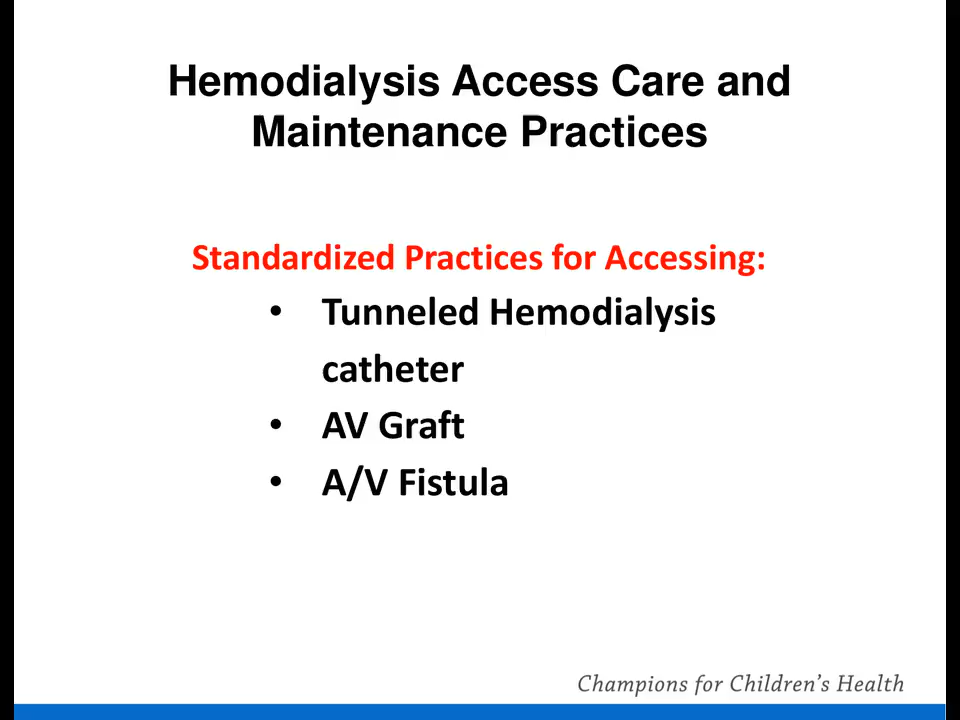 Hemodialysis Access Care and
Maintenance Practices
Standardized Practices for Accessing:
• Tunneled Hemodialysis
catheter
• AV Graft
• A/V Fistula
Champions for Children's Health